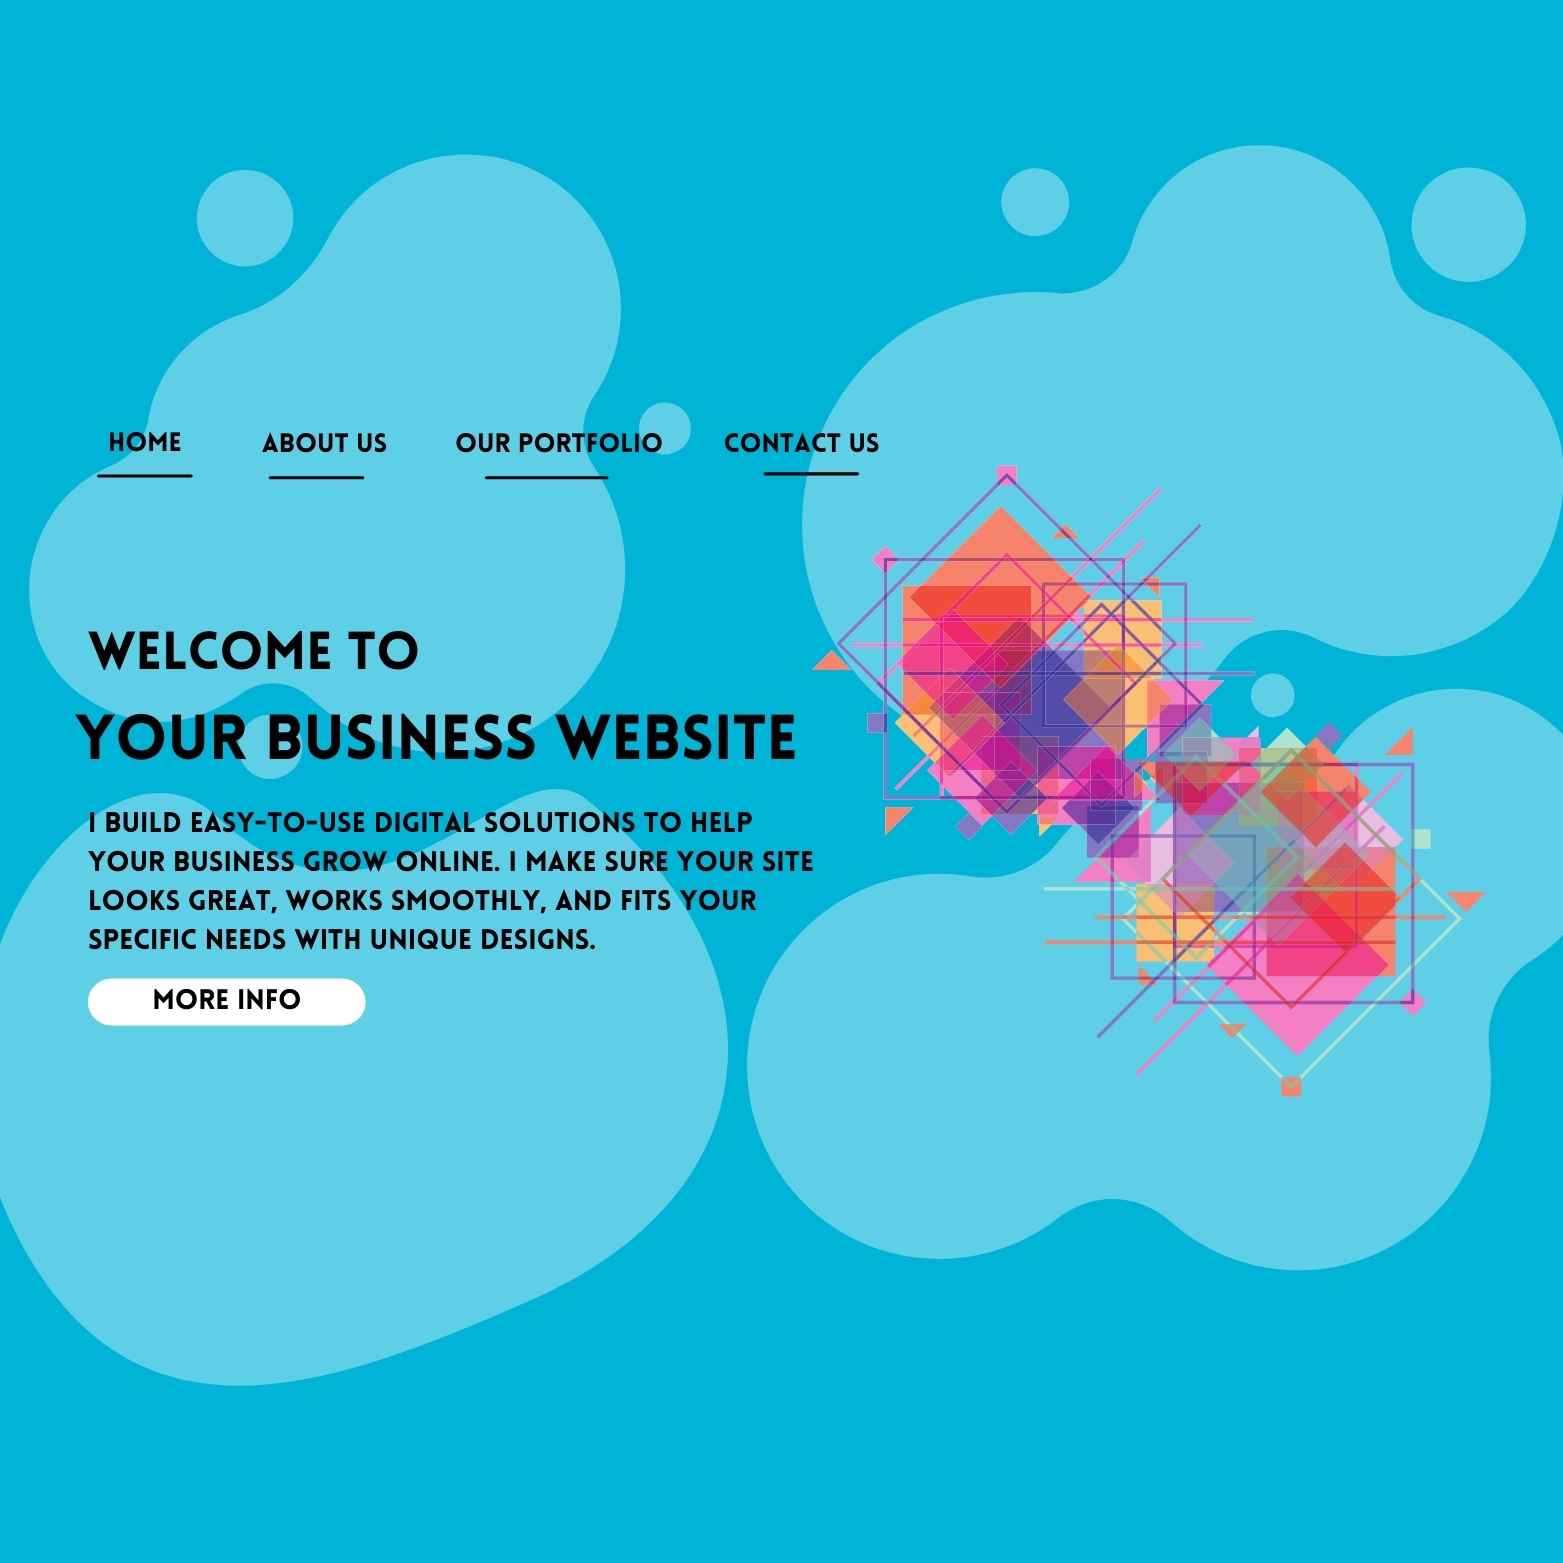 HOME ABOUT US OUR PORTFOLIO CONTACT US
WELCOME TO
YOUR BUSINESS WEBSITE
I BUILD EASY-TO-USE DIGITAL SOLUTIONS TO HELP
YOUR BUSINESS GROW ONLINE. I MAKE SURE YOUR SITE
LOOKS GREAT, WORKS SMOOTHLY, AND FITS YOUR
SPECIFIC NEEDS WITH UNIQUE DESIGNS.
MORE INFO